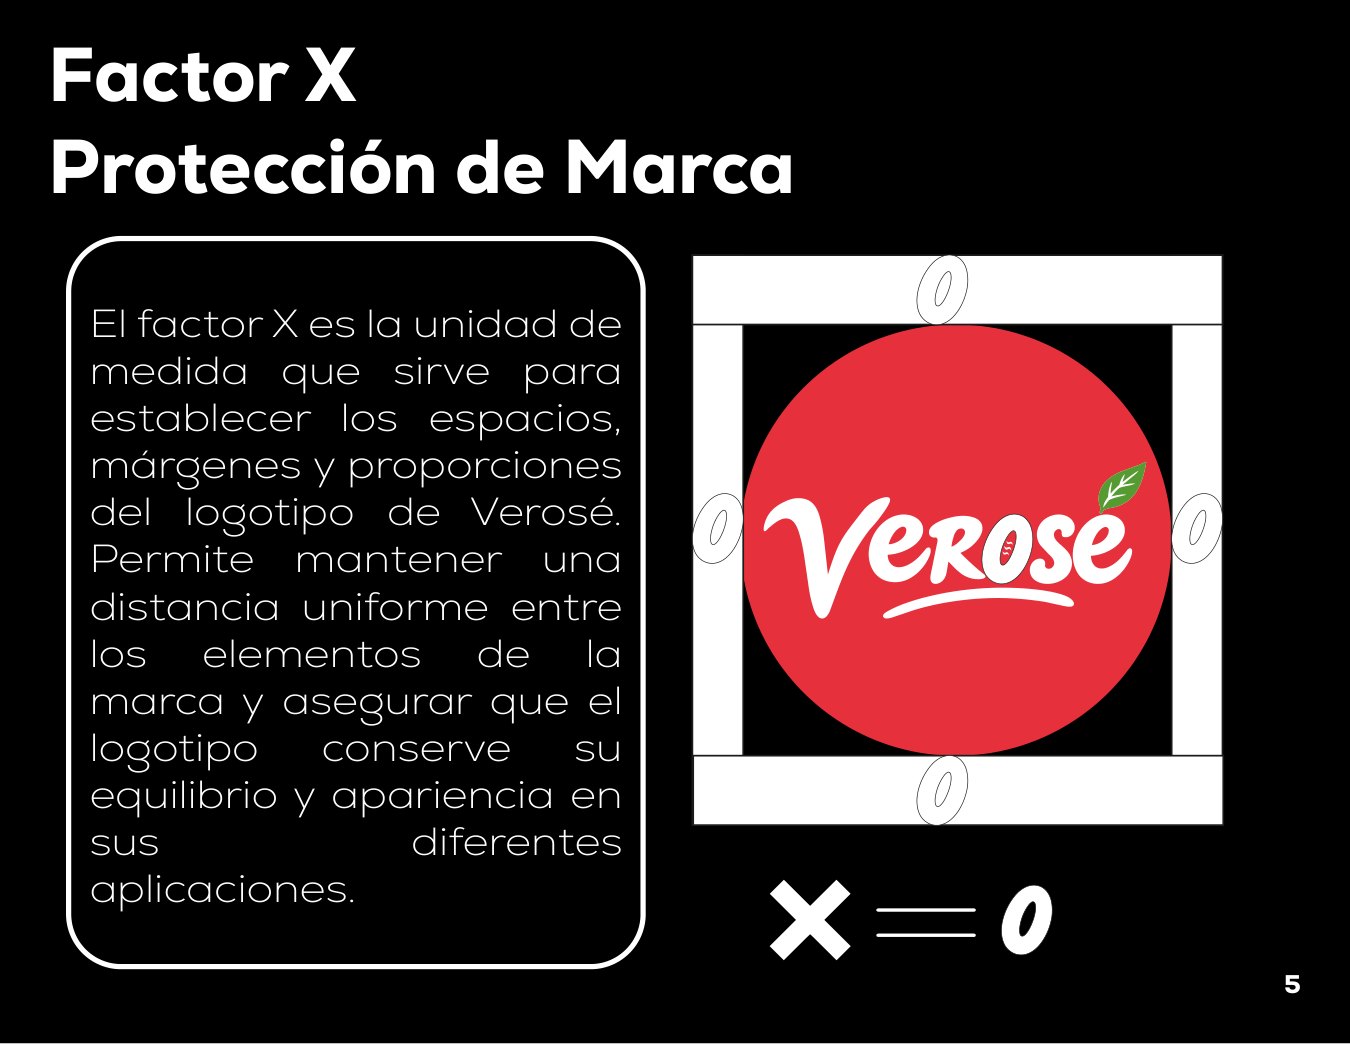 Factor X
Protección de Marca
El factor X es la unidad de
medida que sirve para
establecer los espacios,
márgenes y proporciones
del logotipo de Verosé.
Permite mantener una
distancia uniforme entre
los elementos de la
marca y asegurar que el
logotipo conserve su
equilibrio y apariencia en
sus diferentes
aplicaciones.
0
0
Verosé
0
0
X = 0
5